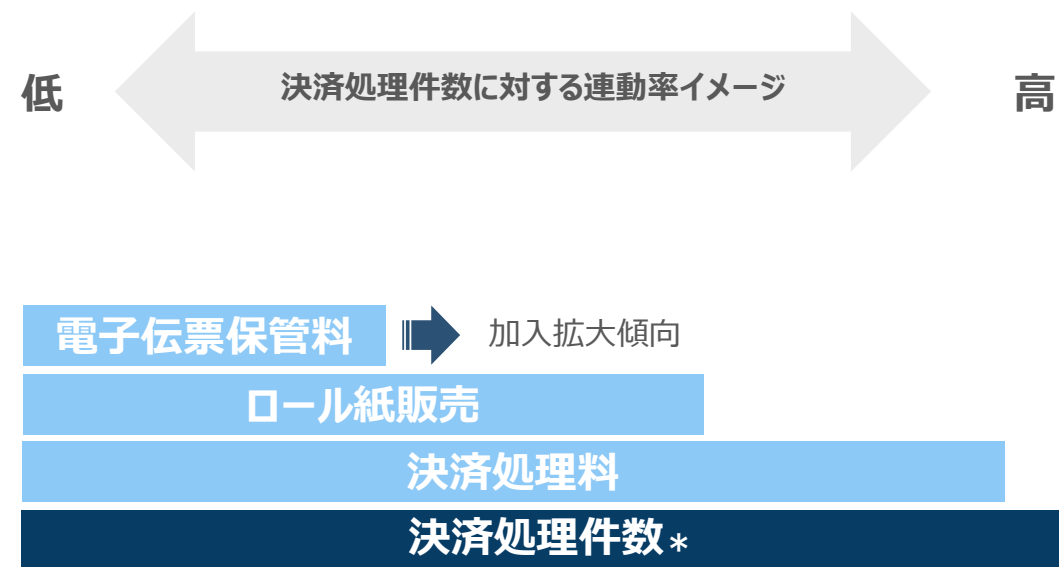 低
決済処理件数に対する連動率イメージ
高
電子伝票保管料
加入拡大傾向
ロール紙販売
決済処理料
決済処理件数*